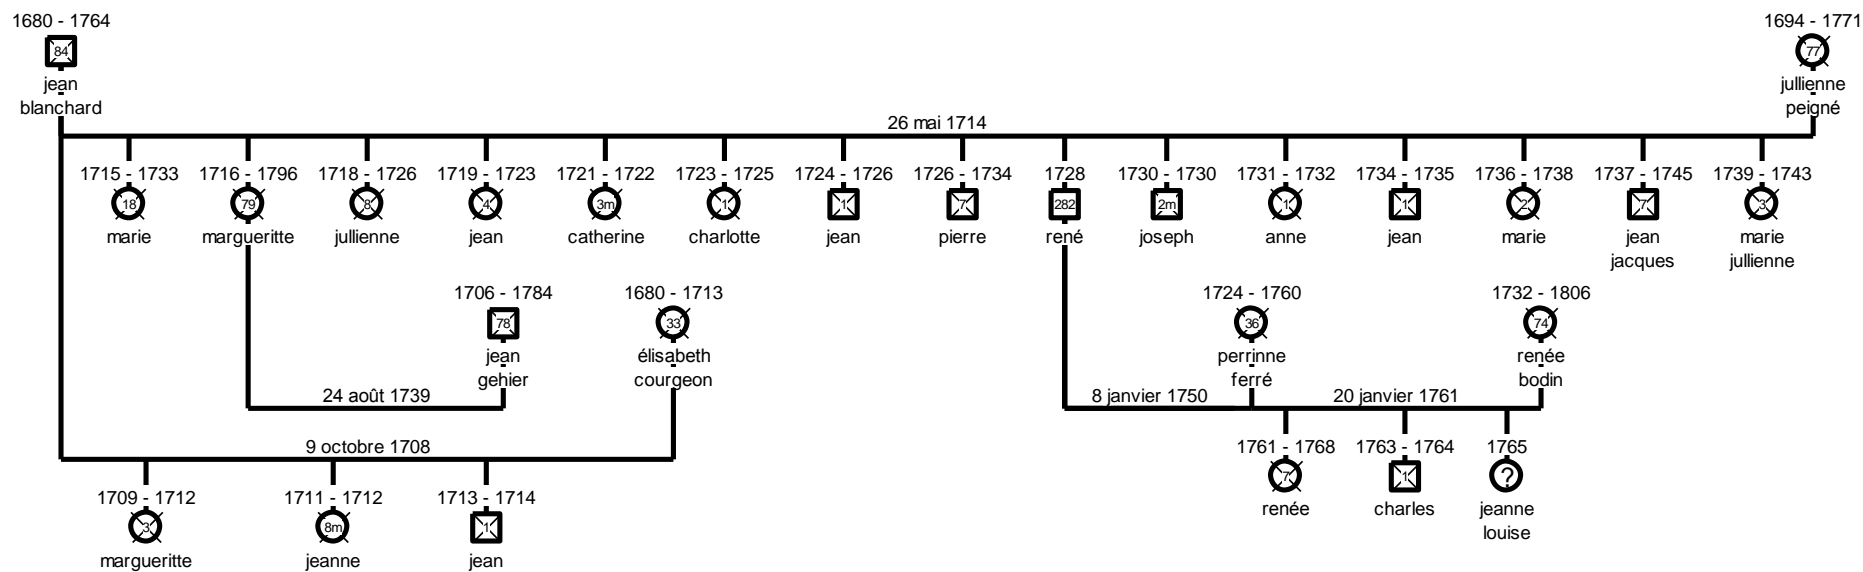 1680 - 1764
84
jean
blanchard
1694 - 1771
77
jullienne
peigné
26 mai 1714
1715 - 1733
18
marie
1716 - 1796
79
margueritte
1718 - 1726
8
jullienne
1719 - 1723
4
jean
1721 - 1722
3m
catherine
1723 - 1725
1
charlotte
1724 - 1726
1
jean
1726 - 1734
7
pierre
1728
282
rené
1730 - 1730
2m
joseph
1731 - 1732
1
anne
1734 - 1735
1
jean
1736 - 1738
2
marie
1737 - 1745
7
jean
jacques
1739 - 1743
3
marie
jullienne
1706 - 1784
78
jean
gehier
24 août 1739
1680 - 1713
33
élisabeth
courgeon
9 octobre 1708
1724 - 1760
36
perrinne
ferré
8 janvier 1750
1732 - 1806
74
renée
bodin
20 janvier 1761
1761 - 1768
7
renée
1763 - 1764
1
charles
1765
?
jeanne
louise
1709 - 1712
3
margueritte
1711 - 1712
8m
jeanne
1713 - 1714
1
jean